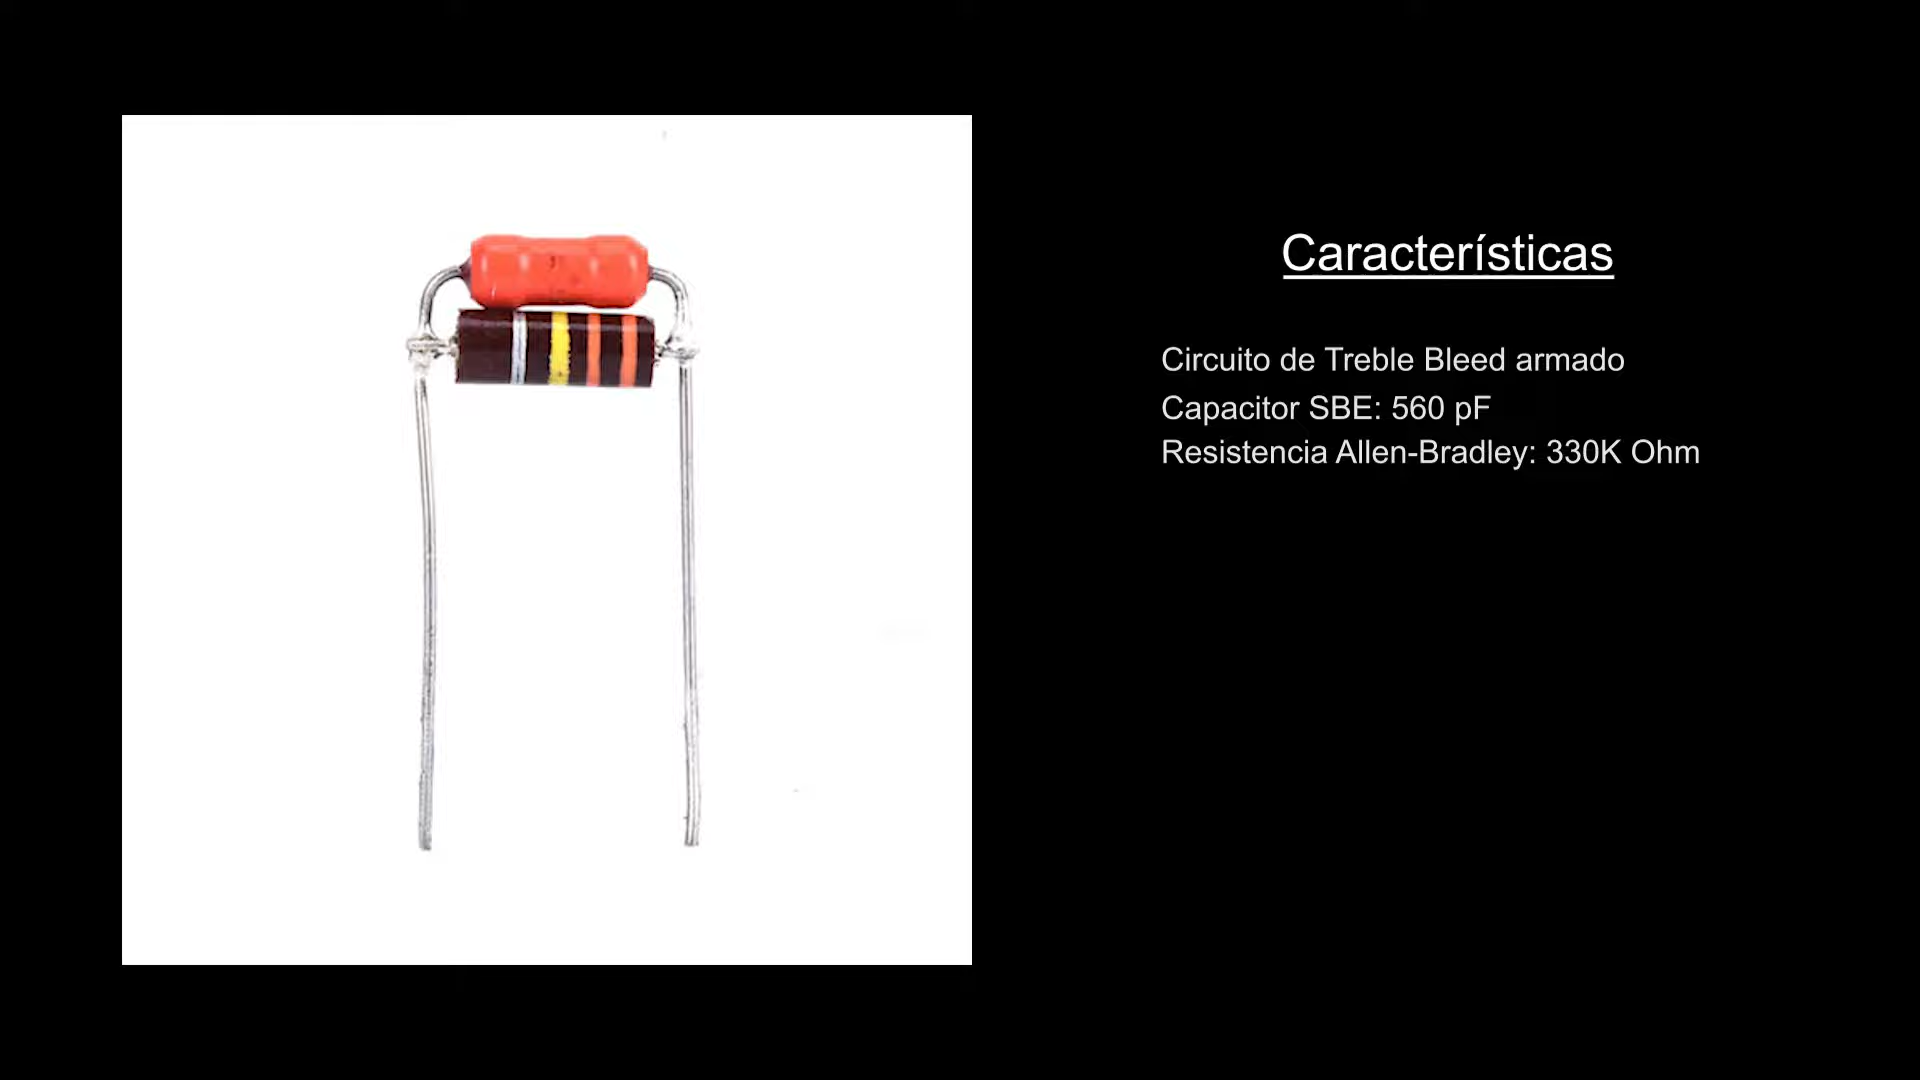 Características
Circuito de Treble Bleed armado
Capacitor SBE: 560 pF
Resistencia Allen-Bradley: 330K Ohm